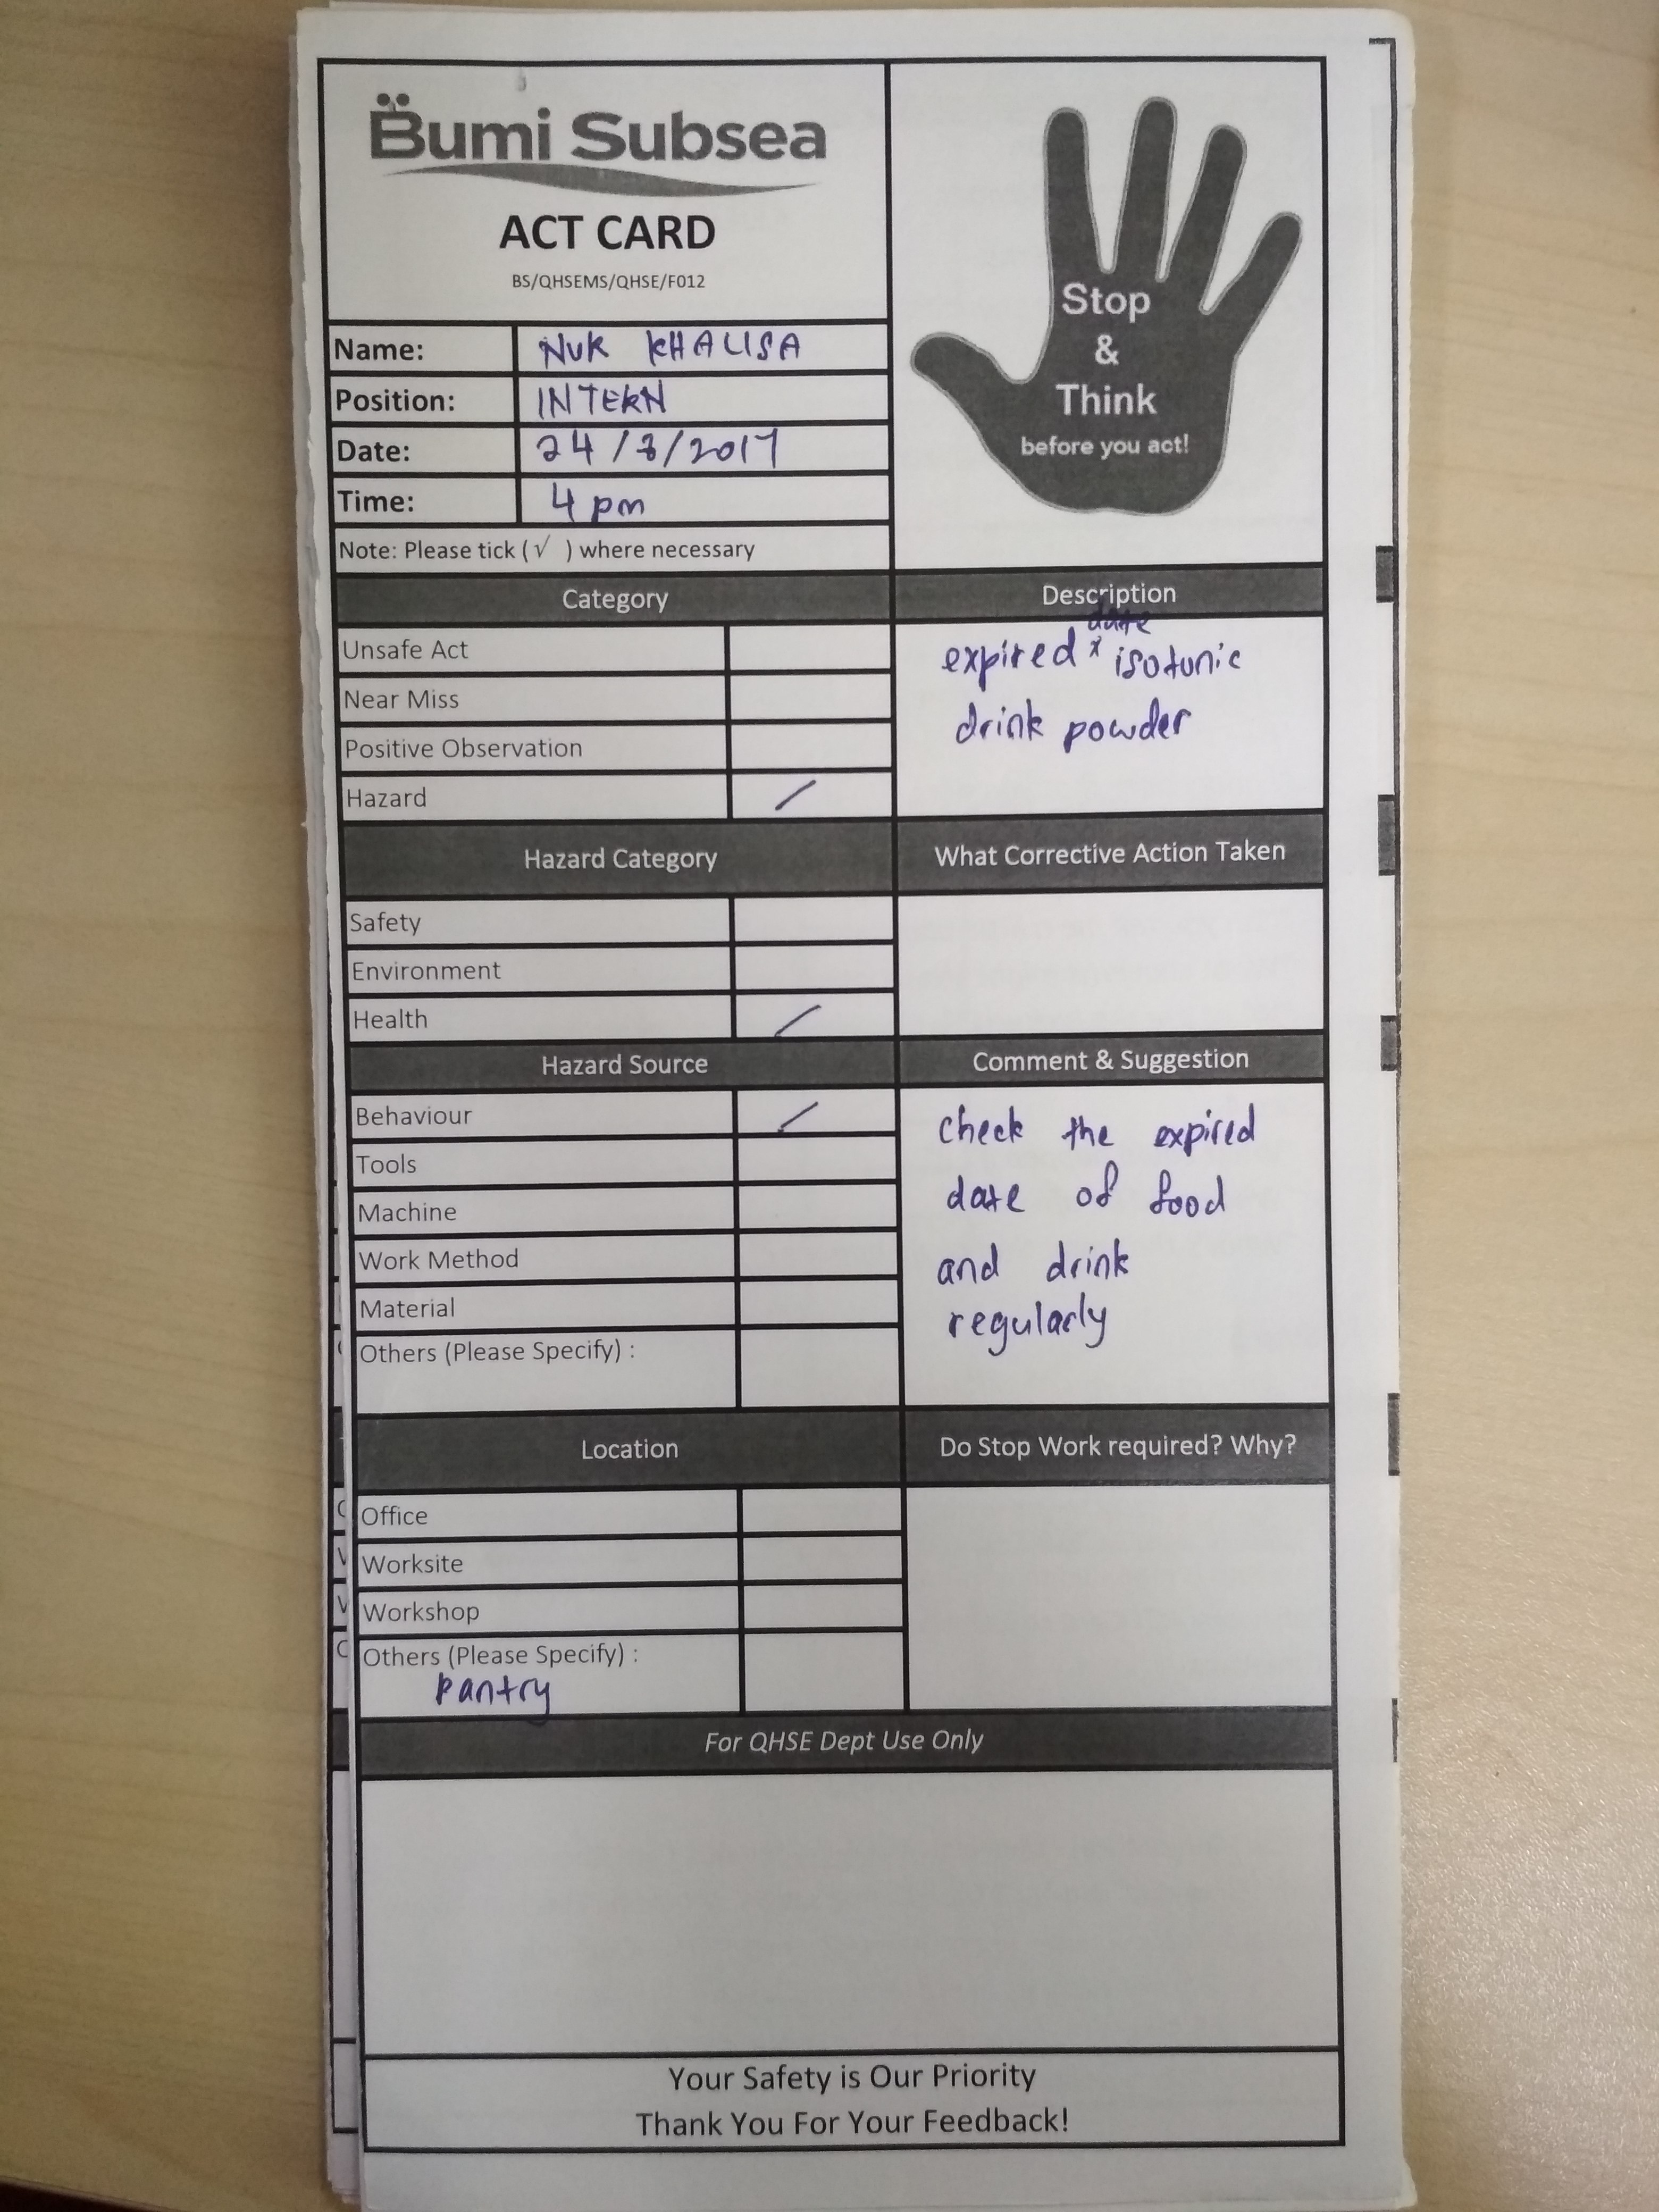 Bumi Subsea
ACT CARD
BS/QHSEMS/QHSE/F012
Stop
&
Think
before you act!
Name: NUR KHALISA
Position: INTERN
Date: 24/8/2017
Time: 4 pm
Note: Please tick (√ ) where necessary
Category
Unsafe Act
Near Miss
Positive Observation
Hazard /
Description
date
expired x isotonic
drink powder
Hazard Category
Safety
Environment
Health /
What Corrective Action Taken
Hazard Source
Behaviour /
Tools
Machine
Work Method
Material
Others (Please Specify) :
Comment & Suggestion
check the expired
date of food
and drink
regularly
Location
Office
Worksite
Workshop
Others (Please Specify) :
Pantry
Do Stop Work required? Why?
For QHSE Dept Use Only
Your Safety is Our Priority
Thank You For Your Feedback!